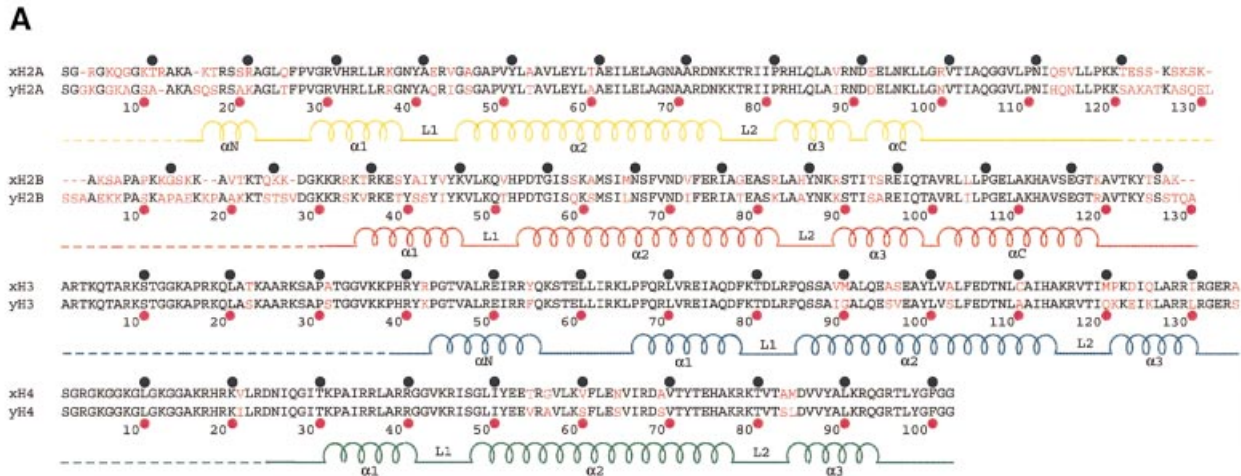 A
xH2A SG-RGKQGGKTRAKA-KTRSSRAGLQFPVGRVHRLLRKGNYAERVGAGAPVYLAAVLEYLTAEILELAGNAARDNKKTRIIPRHLQLAVRNDEELNKLLGRVTIAQGGVLPNIQSVLLPKKTESS-KSKSK-
yH2A SGGKGGKAGSA-AKASQSRSAKAGLTFPVGRVHRLLRRGNYAQRIGSGAPVYLTAVLEYLAAEILELAGNAARDNKKTRIIPRHLQLAIRNDDELNKLLGNVTIAQGGVLPNIHQNLLPKKSAKATKASQEL
10 20 30 40 50 60 70 80 90 100 110 120 130
αN α1 L1 α2 L2 α3 αC
xH2B ---AKSAPAPKKGSKK--AVTKTQKK-DGKKRRKTRKESYAIYVYKVLKQVHPDTGISSKAMSIMNSFVNDVFERIAGEASRLAHYNKRSTITSREIQTAVRLLLPGELAKHAVSEGTKAVTKYTSAK--
yH2B SSAAEKKPASKAPAEKKPAAKKTSTSVDGKKRSKVRKETYSSYIYKVLKQTHPDTGISQKSMSILNSFVNDIFERIATEASKLAAYNKKSTISAREIQTAVRLILPGELAKHAVSEGTRAVTKYSSSTQA
10 20 30 40 50 60 70 80 90 100 110 120 130
α1 L1 α2 L2 α3 αC
xH3 ARTKQTARKSTGGKAPRKQLATKAARKSAPATGGVKKPHRYRPGTVALREIRRYQKSTELLIRKLPFQRLVREIAQDFKTDLRFQSSAVMALQEASEAYLVALFEDTNLCAIHAKRVTIMPKDIQLARRIRGERA
yH3 ARTKQTARKSTGGKAPRKQLASKAARKSAPSTGGVKKPHRYKPGTVALREIRRFQKSTELLIRKLPFQRLVREIAQDFKTDLRFQSSAIGALQESVEAYLVSLFEDTNLAAIHAKRVTIQKKEIKLARRLRGERS
10 20 30 40 50 60 70 80 90 100 110 120 130
αN α1 L1 α2 L2 α3
xH4 SGRGKGGKGLGKGGAKRHRKVLRDNIQGITKPAIRRLARRGGVKRISGLIYEETRGVLKVFLENVIRDAVTYTEHAKRKTVTAMDVVYALKRQGRTLYGFGG
yH4 SGRGKGGKGLGKGGAKRHRKILRDNIQGITKPAIRRLARRGGVKRISGLIYEEVRAVLKSFLESVIRDSVTYTEHAKRKTVTSLDVVYALKRQGRTLYGFGG
10 20 30 40 50 60 70 80 90 100
α1 L1 α2 L2 α3